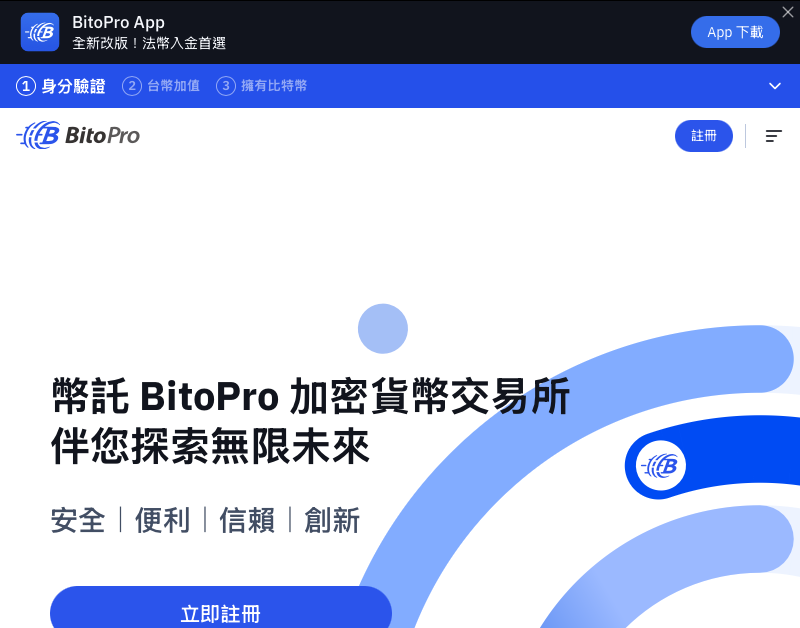 BitoPro App
全新改版！法幣入金首選
App 下載
1 身分驗證 2 台幣加值 3 擁有比特幣
BitoPro
註冊
幣託 BitoPro 加密貨幣交易所
伴您探索無限未來
安全｜便利｜信賴｜創新
立即註冊